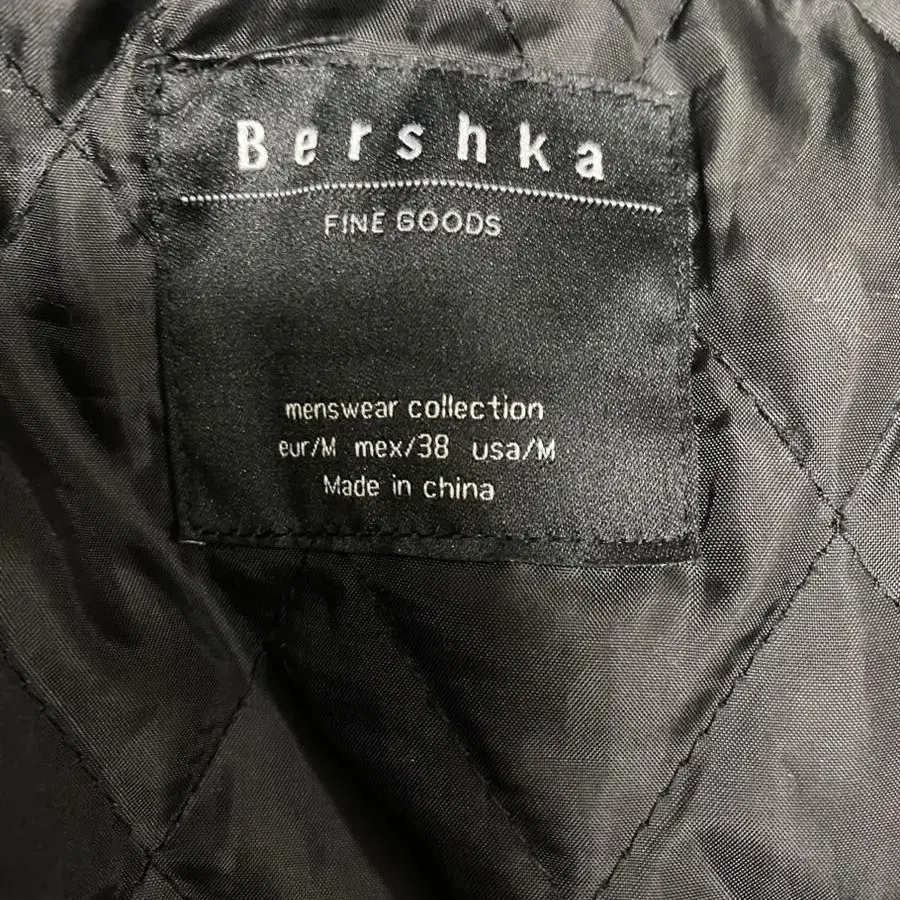 Bershka
FINE GOODS
menswear collection
eur/M mex/38 usa/M
Made in china